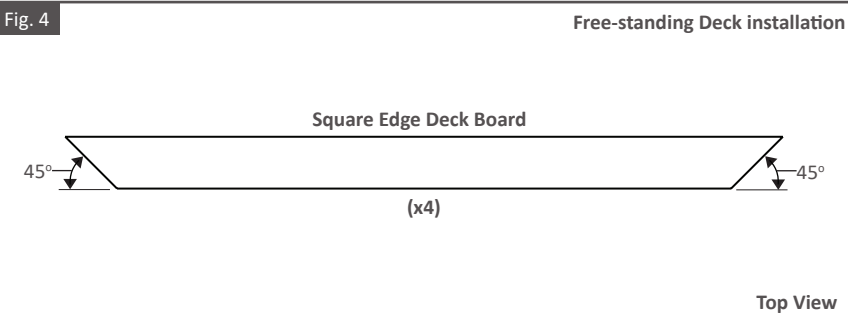 Fig. 4
Free-standing Deck installation
Square Edge Deck Board
45° 45°
(x4)
Top View